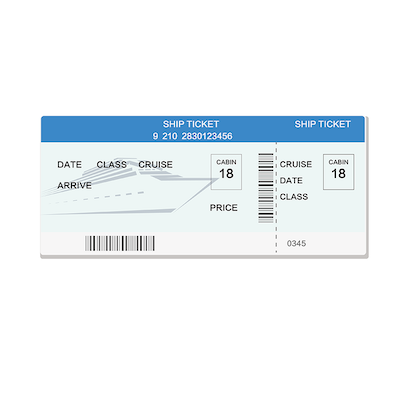 SHIP TICKET
9 210 2830123456
DATE CLASS CRUISE
ARRIVE
CABIN
18
PRICE
SHIP TICKET
CRUISE
DATE
CLASS
CABIN
18
0345